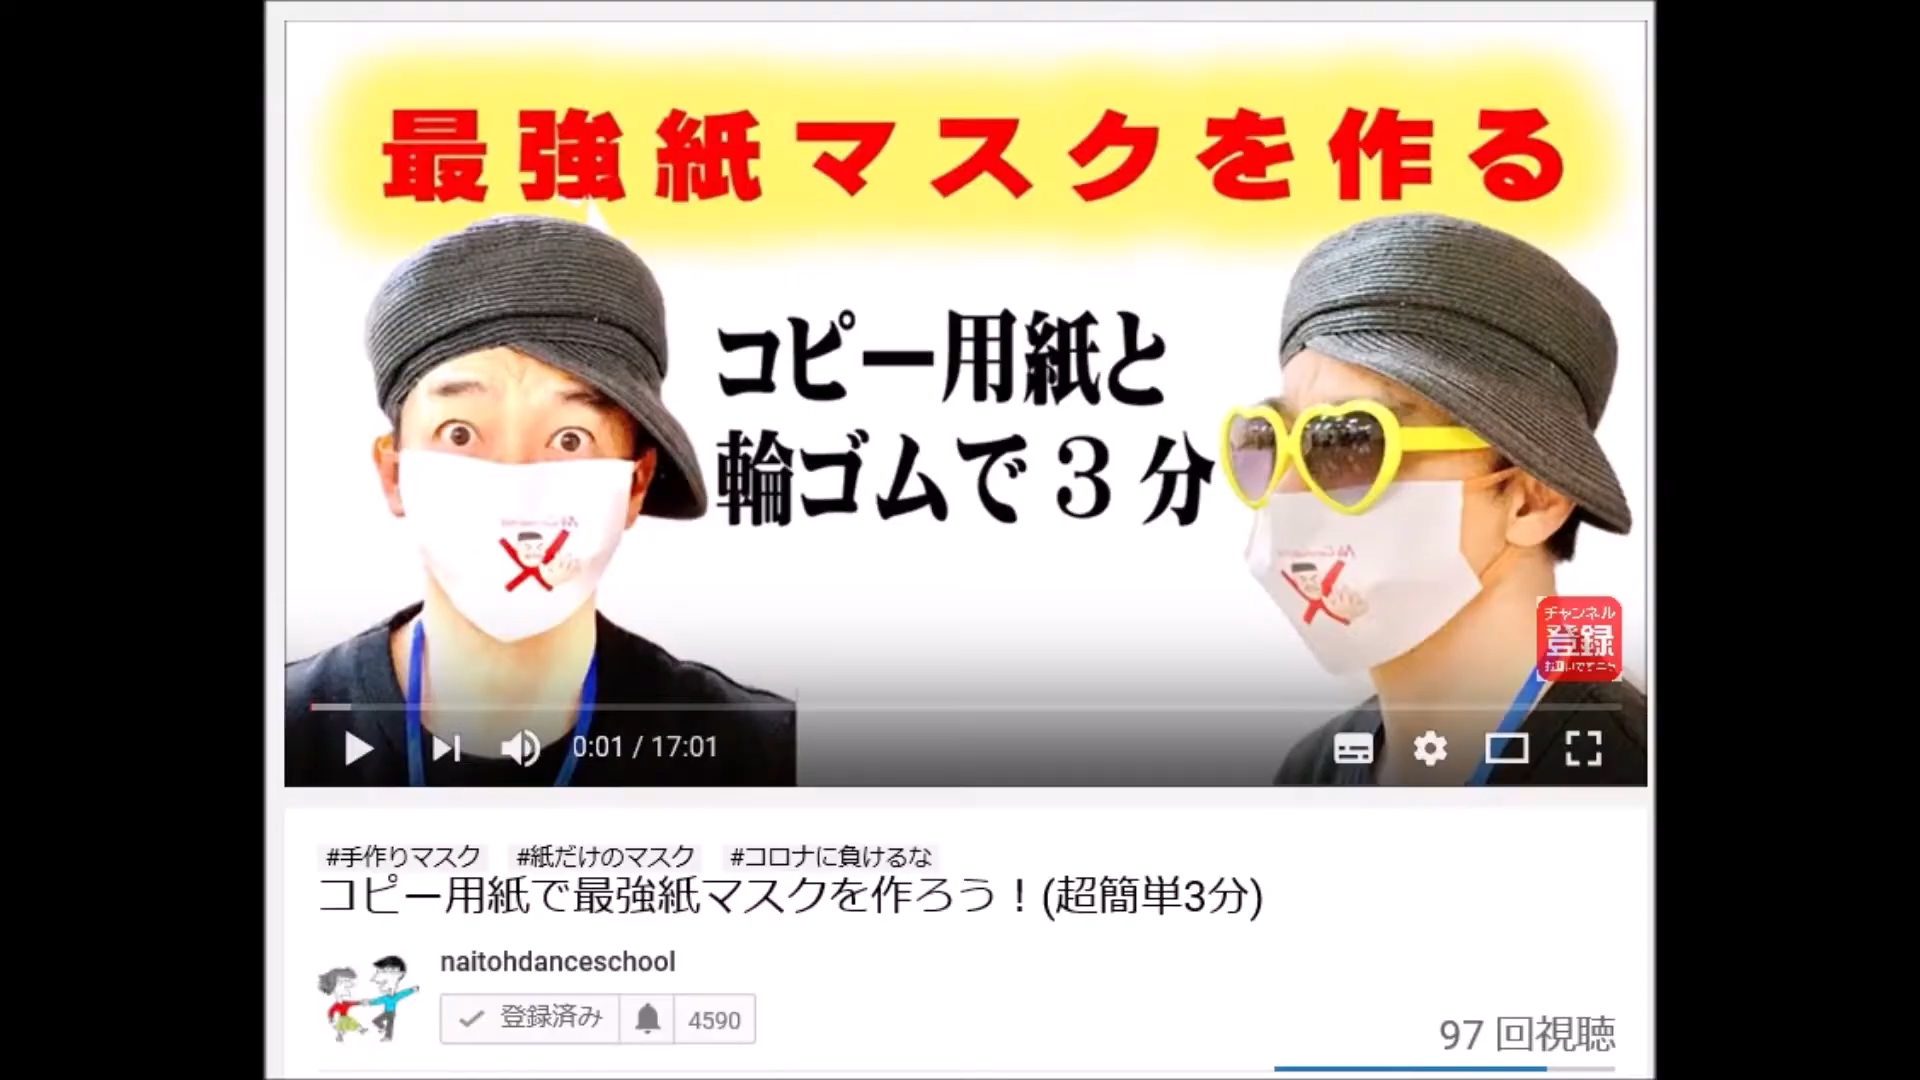 最強紙マスクを作る
コピー用紙と
輪ゴムで3分
チャンネル
登録
0:01 / 17:01
#手作りマスク #紙だけのマスク #コロナに負けるな
コピー用紙で最強紙マスクを作ろう！(超簡単3分)
naitohdanceschool
登録済み 4590
97 回視聴